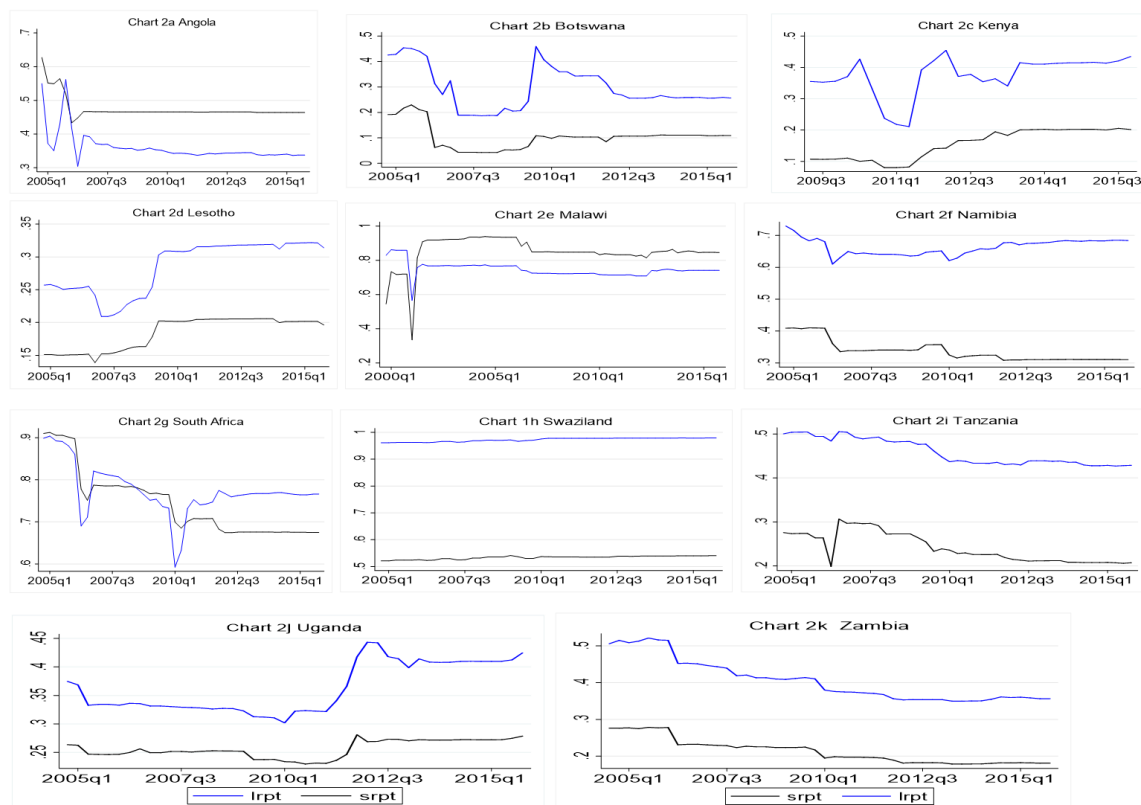 Chart 2a Angola
.7
.6
.5
.4
.3
2005q1 2007q3 2010q1 2012q3 2015q1
Chart 2b Botswana
.5
.4
.3
.2
.1
0
2005q1 2007q3 2010q1 2012q3 2015q1
Chart 2c Kenya
.5
.4
.3
.2
.1
2009q3 2011q1 2012q3 2014q1 2015q3
Chart 2d Lesotho
.35
.3
.25
.2
.15
2005q1 2007q3 2010q1 2012q3 2015q1
Chart 2e Malawi
1
.8
.6
.4
.2
2000q1 2005q1 2010q1 2015q1
Chart 2f Namibia
.7
.6
.5
.4
.3
2005q1 2007q3 2010q1 2012q3 2015q1
Chart 2g South Africa
.9
.8
.7
.6
2005q1 2007q3 2010q1 2012q3 2015q1
Chart 1h Swaziland
1
.9
.8
.7
.6
.5
2005q1 2007q3 2010q1 2012q3 2015q1
Chart 2i Tanzania
.5
.4
.3
.2
2005q1 2007q3 2010q1 2012q3 2015q1
Chart 2j Uganda
.45
.4
.35
.3
.25
2005q1 2007q3 2010q1 2012q3 2015q1
lrpt srpt
Chart 2k Zambia
.5
.4
.3
.2
2005q1 2007q3 2010q1 2012q3 2015q1
srpt lrpt